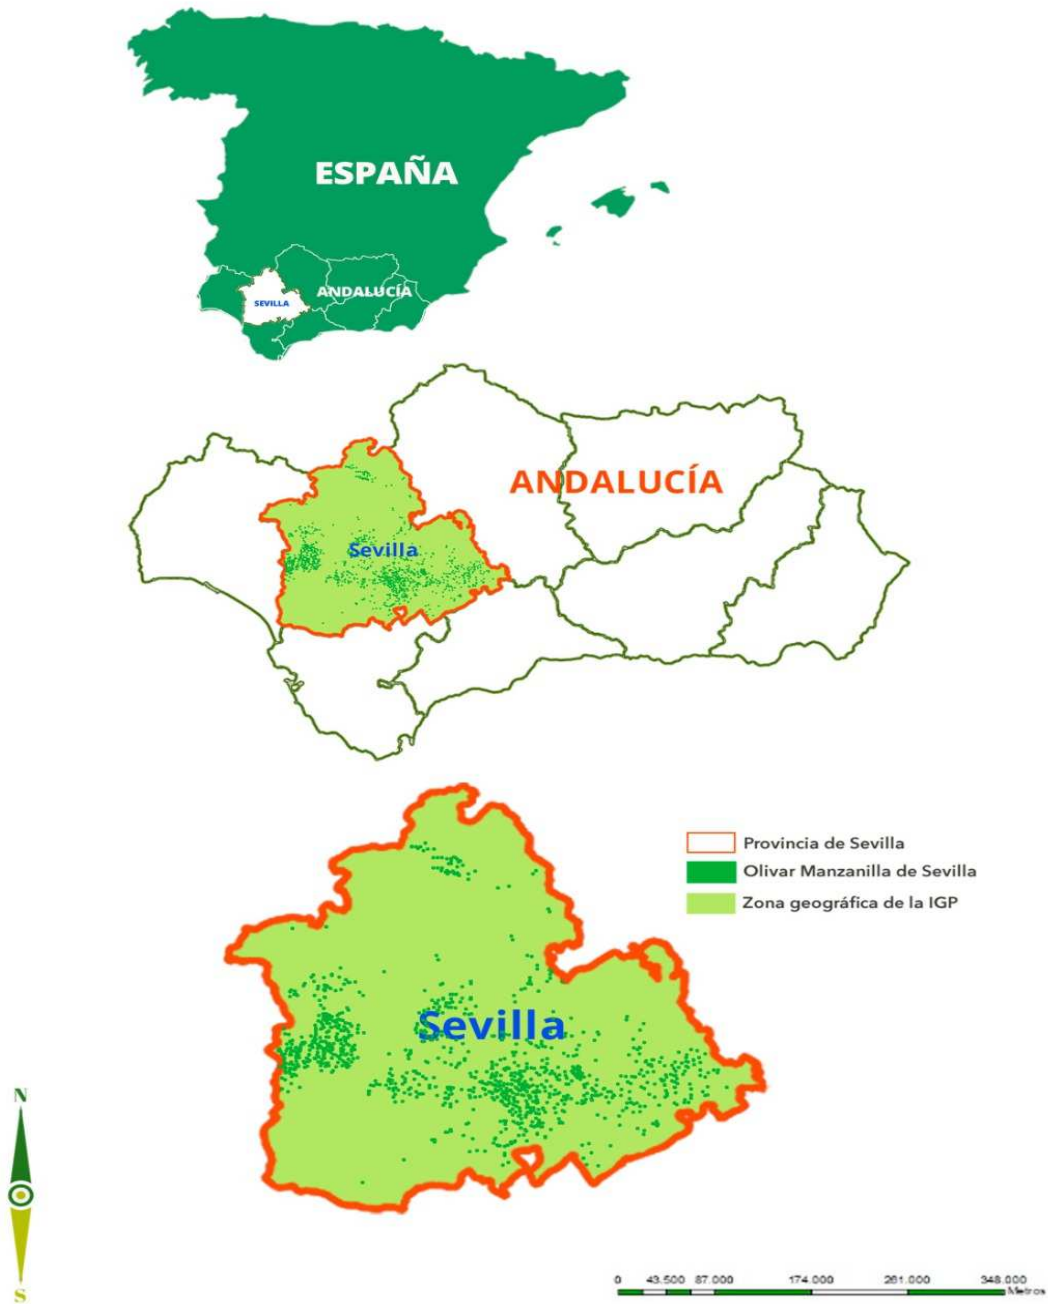 ESPAÑA
ANDALUCÍA
SEVILLA
ANDALUCÍA
Sevilla
Provincia de Sevilla
Olivar Manzanilla de Sevilla
Zona geográfica de la IGP
Sevilla
N
S
0 43.500 87.000 174.000 261.000 348.000
Metros